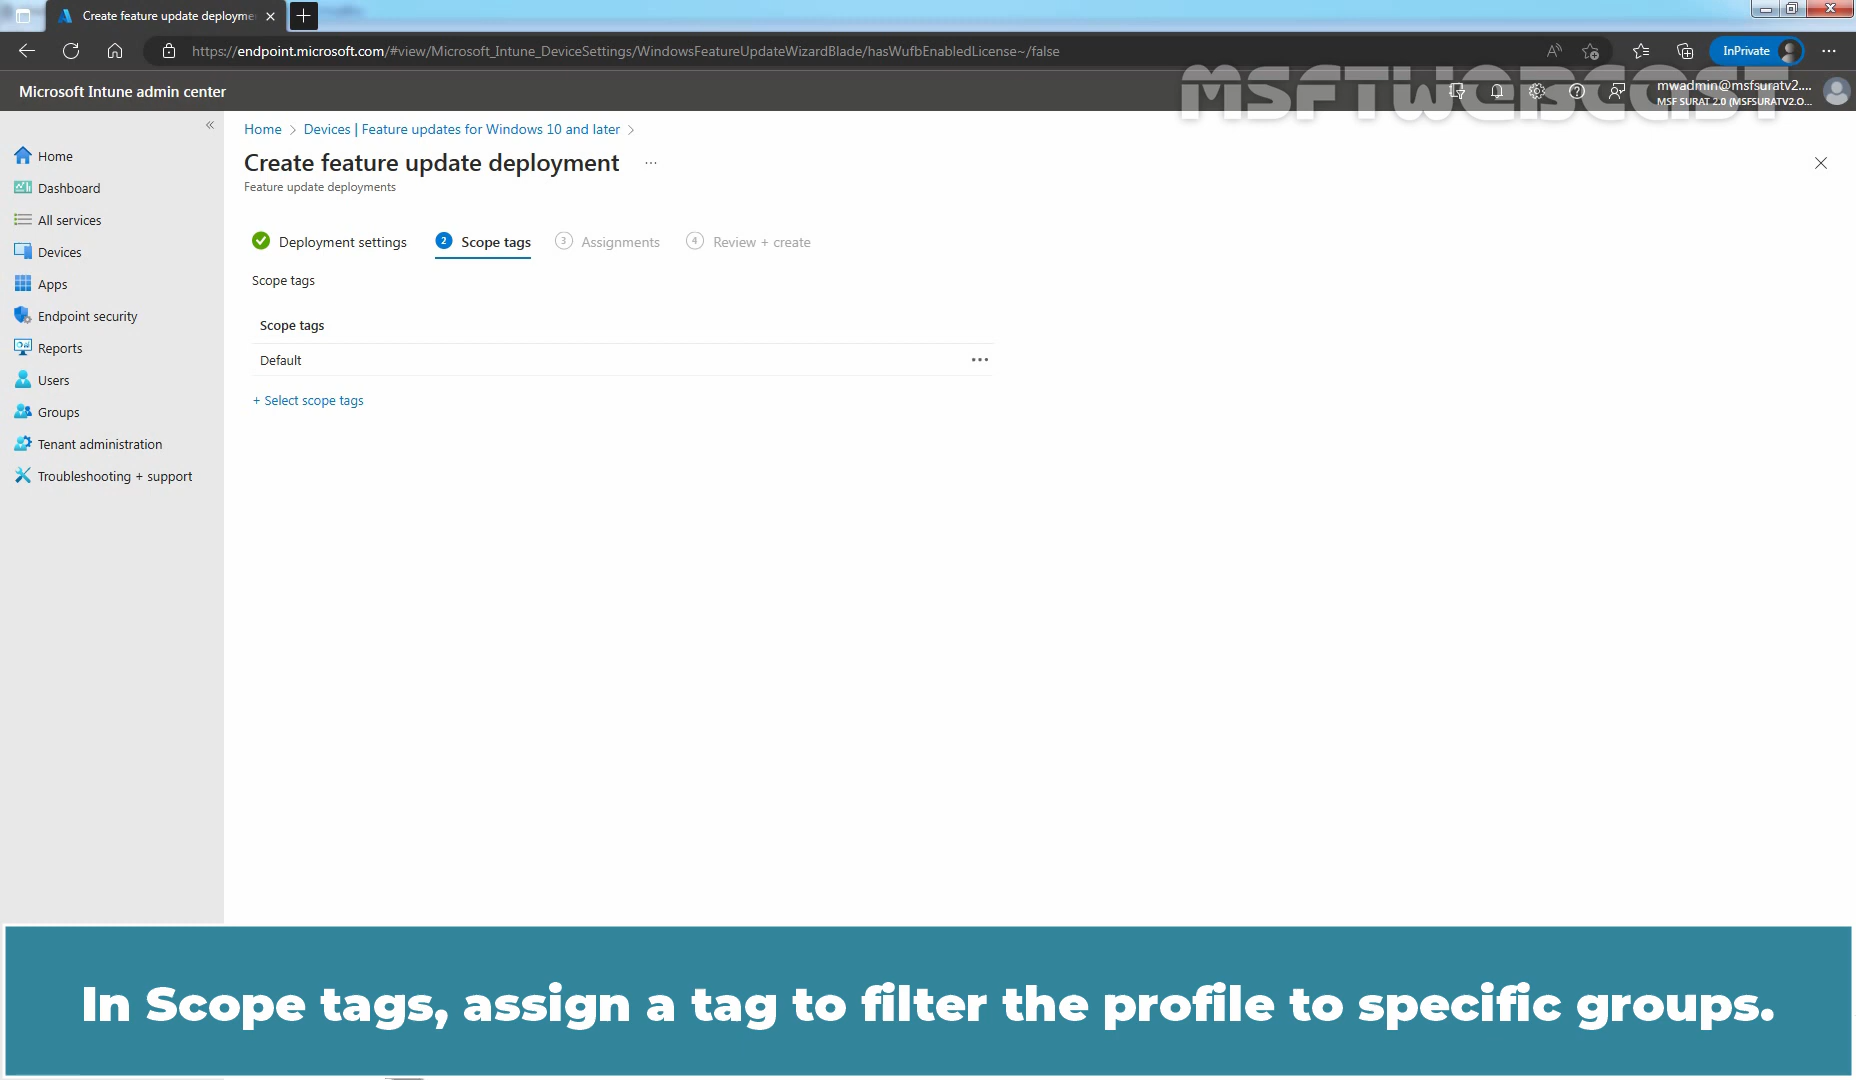 Create feature update deployme
https://endpoint.microsoft.com/#view/Microsoft_Intune_DeviceSettings/WindowsFeatureUpdateWizardBlade/hasWufbEnabledLicense~/false
InPrivate
Microsoft Intune admin center
MSFTWEBCAST
mwadmin@msfsuratv2....
MSF SURAT 2.0 (MSFSURATV2.O...
Home > Devices | Feature updates for Windows 10 and later >
Create feature update deployment ...
Feature update deployments
Home
Dashboard
All services
Devices
Apps
Endpoint security
Reports
Users
Groups
Tenant administration
Troubleshooting + support
Deployment settings 2 Scope tags 3 Assignments 4 Review + create
Scope tags
Scope tags
Default
+ Select scope tags
In Scope tags, assign a tag to filter the profile to specific groups.